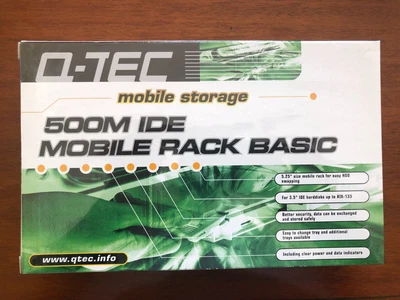 Q-TEC
mobile storage
500M IDE
MOBILE RACK BASIC
5.25" size mobile rack for easy HDD
swapping
For 3.5" IDE harddisks up to ATA-133
Better security, data can be exchanged
and stored safely
Easy to change tray and additional
trays available
Including clear power and data indicators
www.qtec.info